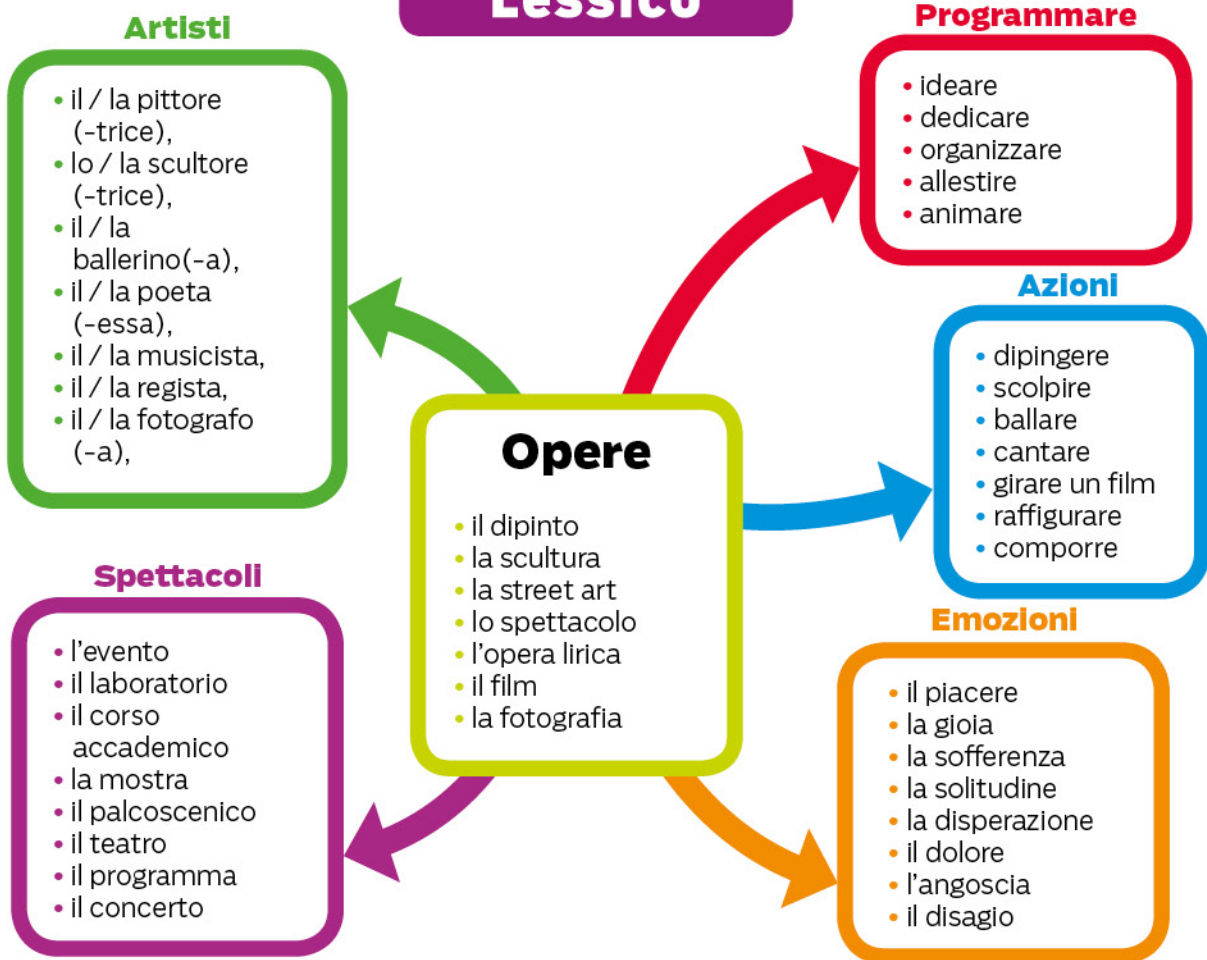 Lessico
Artisti
• il / la pittore
(-trice),
• lo / la scultore
(-trice),
• il / la
ballerino(-a),
• il / la poeta
(-essa),
• il / la musicista,
• il / la regista,
• il / la fotografo
(-a),
Programmare
• ideare
• dedicare
• organizzare
• allestire
• animare
Azioni
• dipingere
• scolpire
• ballare
• cantare
• girare un film
• raffigurare
• comporre
Opere
• il dipinto
• la scultura
• la street art
• lo spettacolo
• l'opera lirica
• il film
• la fotografia
Spettacoli
• l'evento
• il laboratorio
• il corso
accademico
• la mostra
• il palcoscenico
• il teatro
• il programma
• il concerto
Emozioni
• il piacere
• la gioia
• la sofferenza
• la solitudine
• la disperazione
• il dolore
• l'angoscia
• il disagio